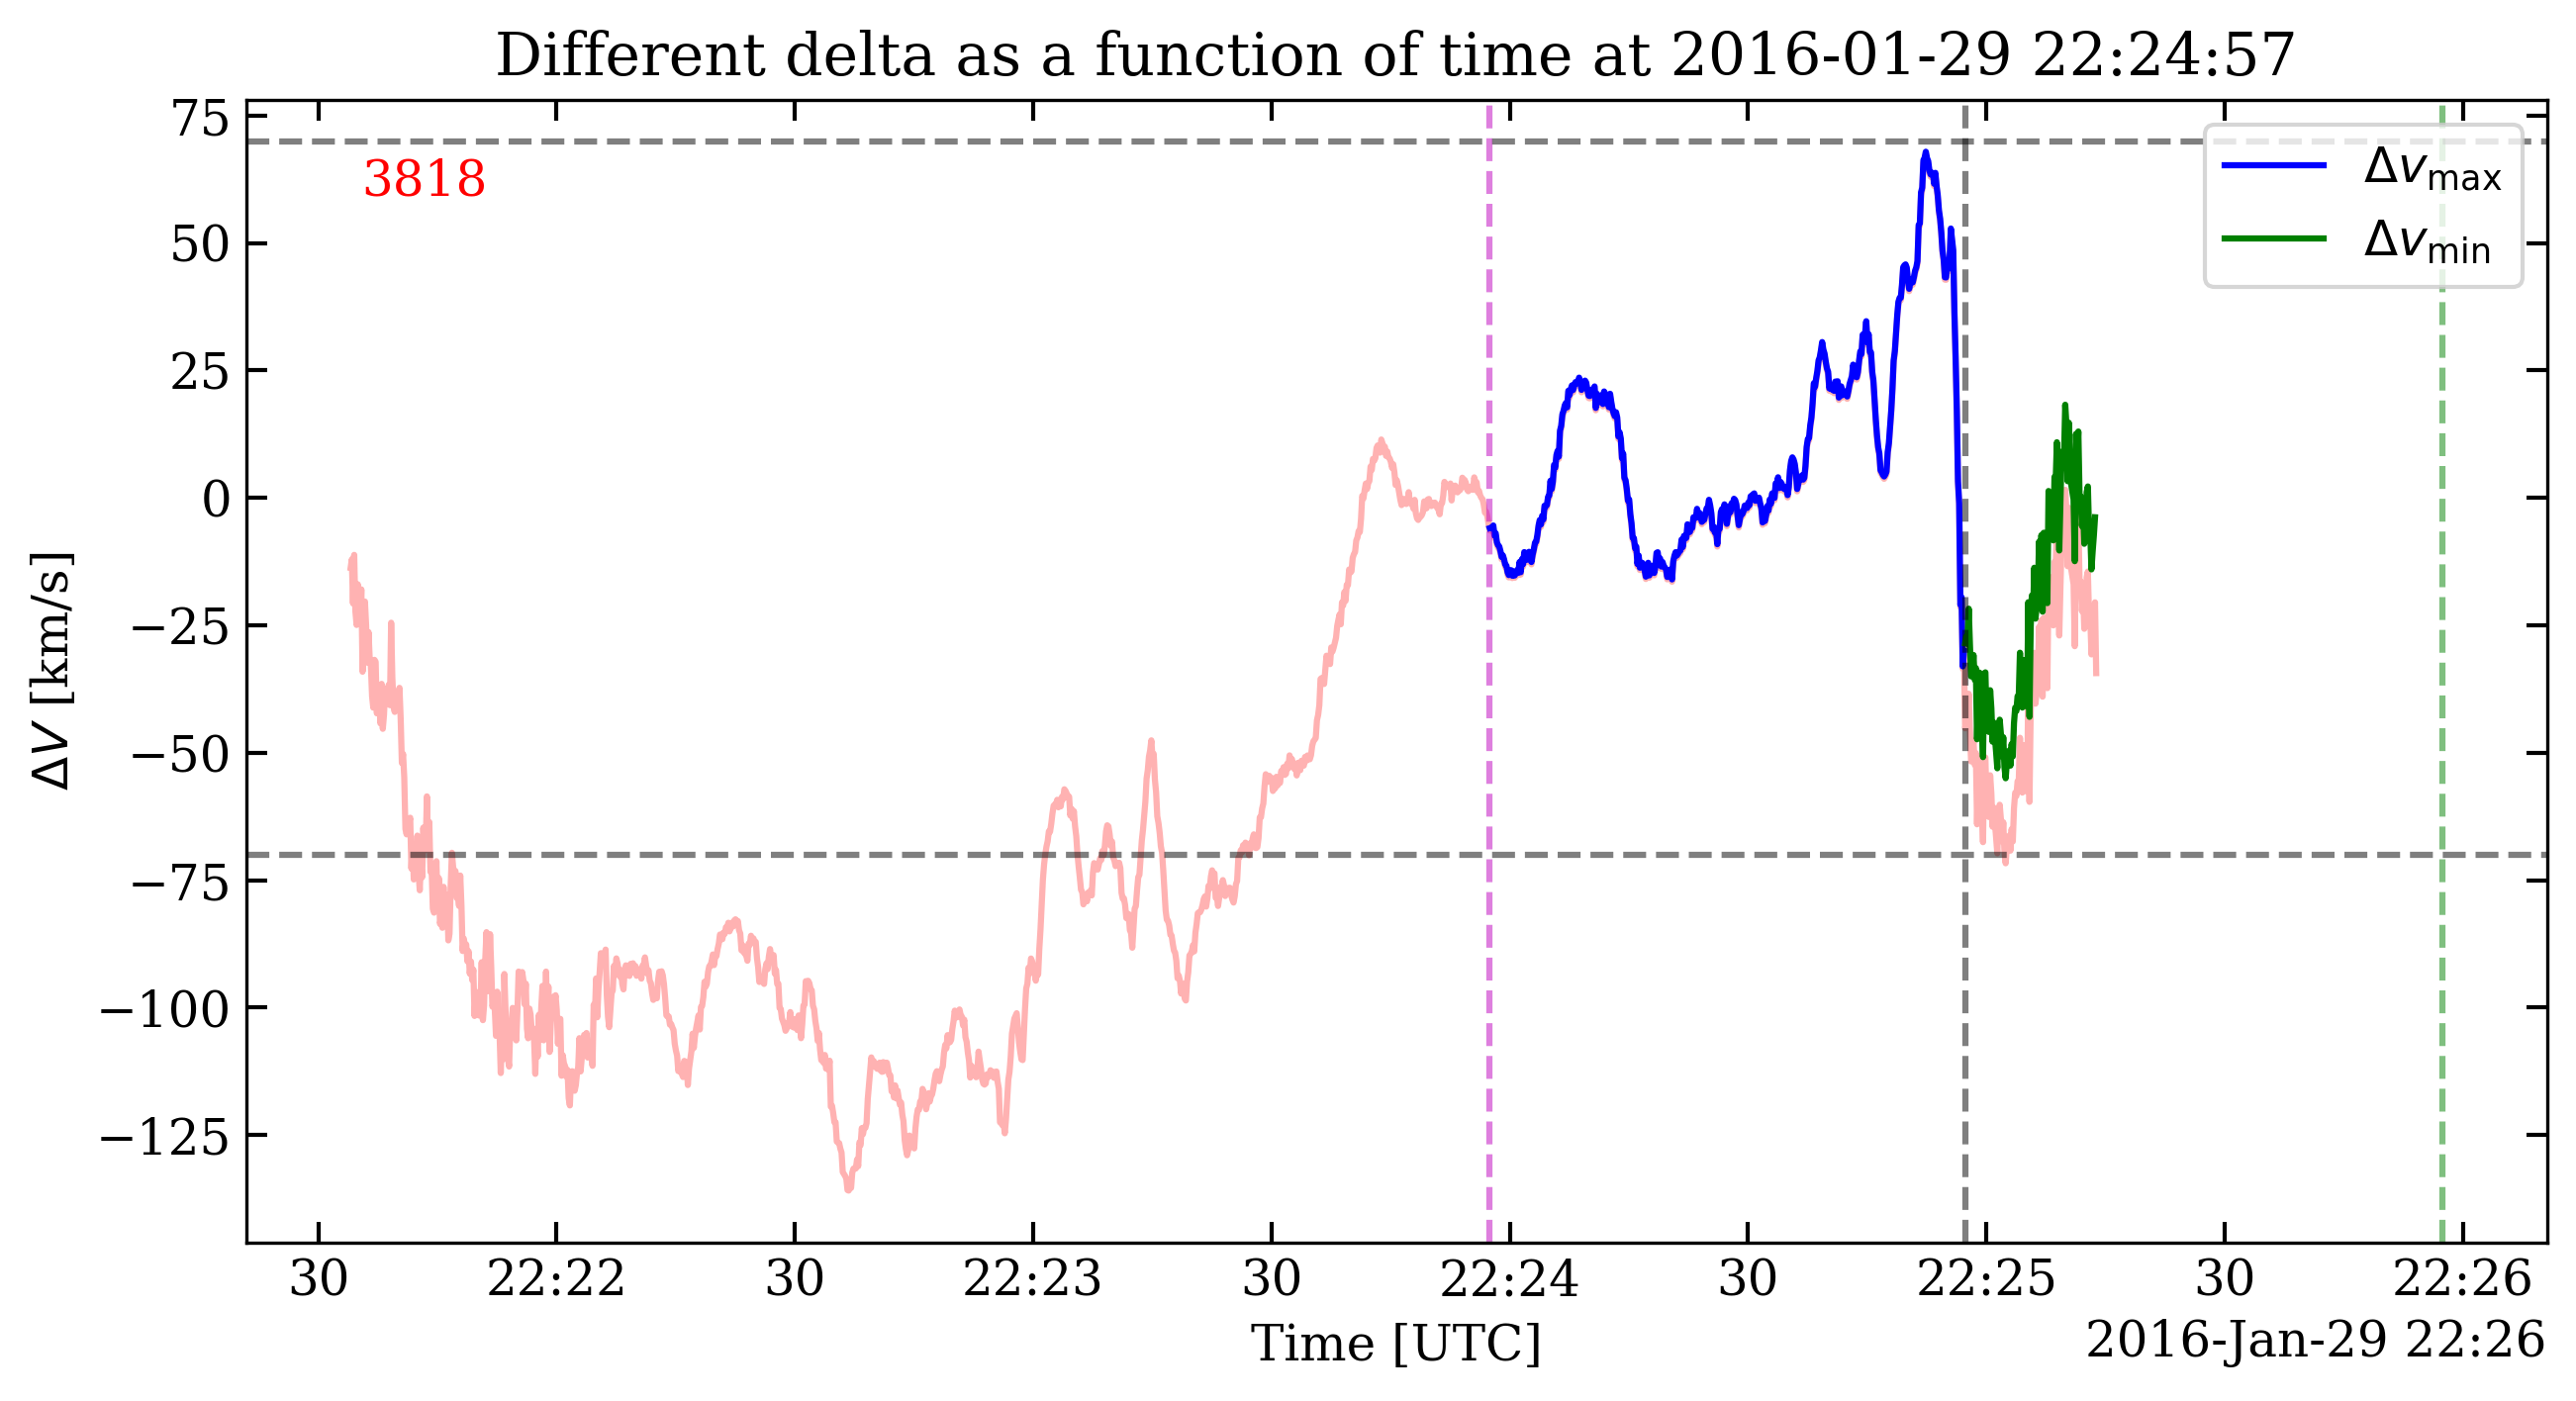 Different delta as a function of time at 2016-01-29 22:24:57
3818
Δv_max
Δv_min
75
50
25
0
−25
−50
−75
−100
−125
ΔV [km/s]
30 22:22 30 22:23 30 22:24 30 22:25 30 22:26
Time [UTC]
2016-Jan-29 22:26